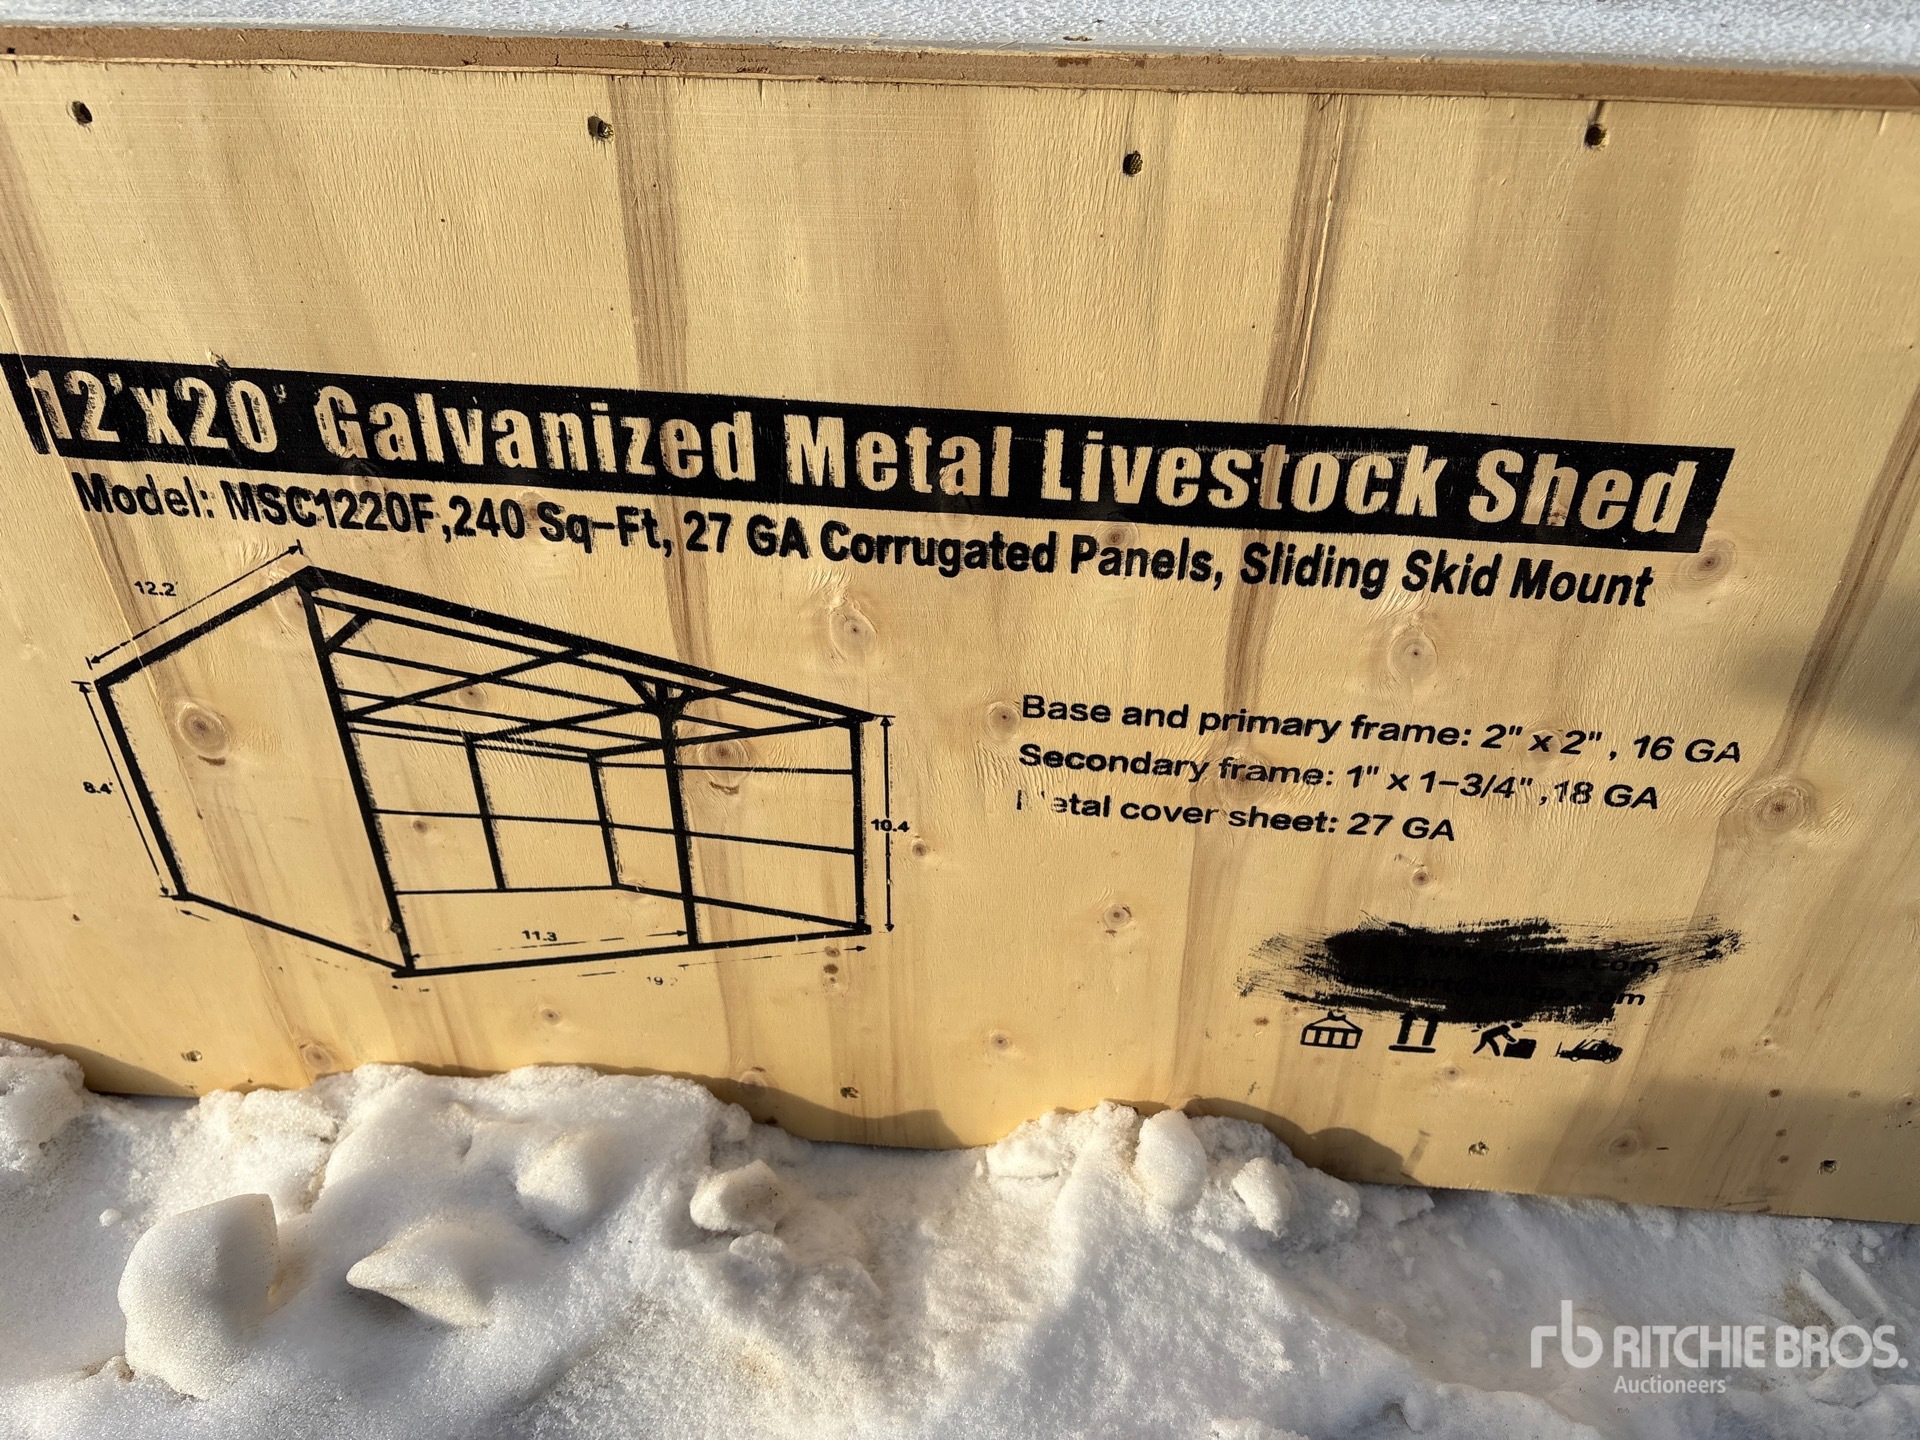 12'x20' Galvanized Metal Livestock Shed
Model: MSC1220F,240 Sq-Ft, 27 GA Corrugated Panels, Sliding Skid Mount
12.2'
8.4'
10.4
11.3
Base and primary frame: 2" x 2" , 16 GA
Secondary frame: 1" x 1-3/4" ,18 GA
cover sheet: 27 GA
rb RITCHIE BROS.
Auctioneers